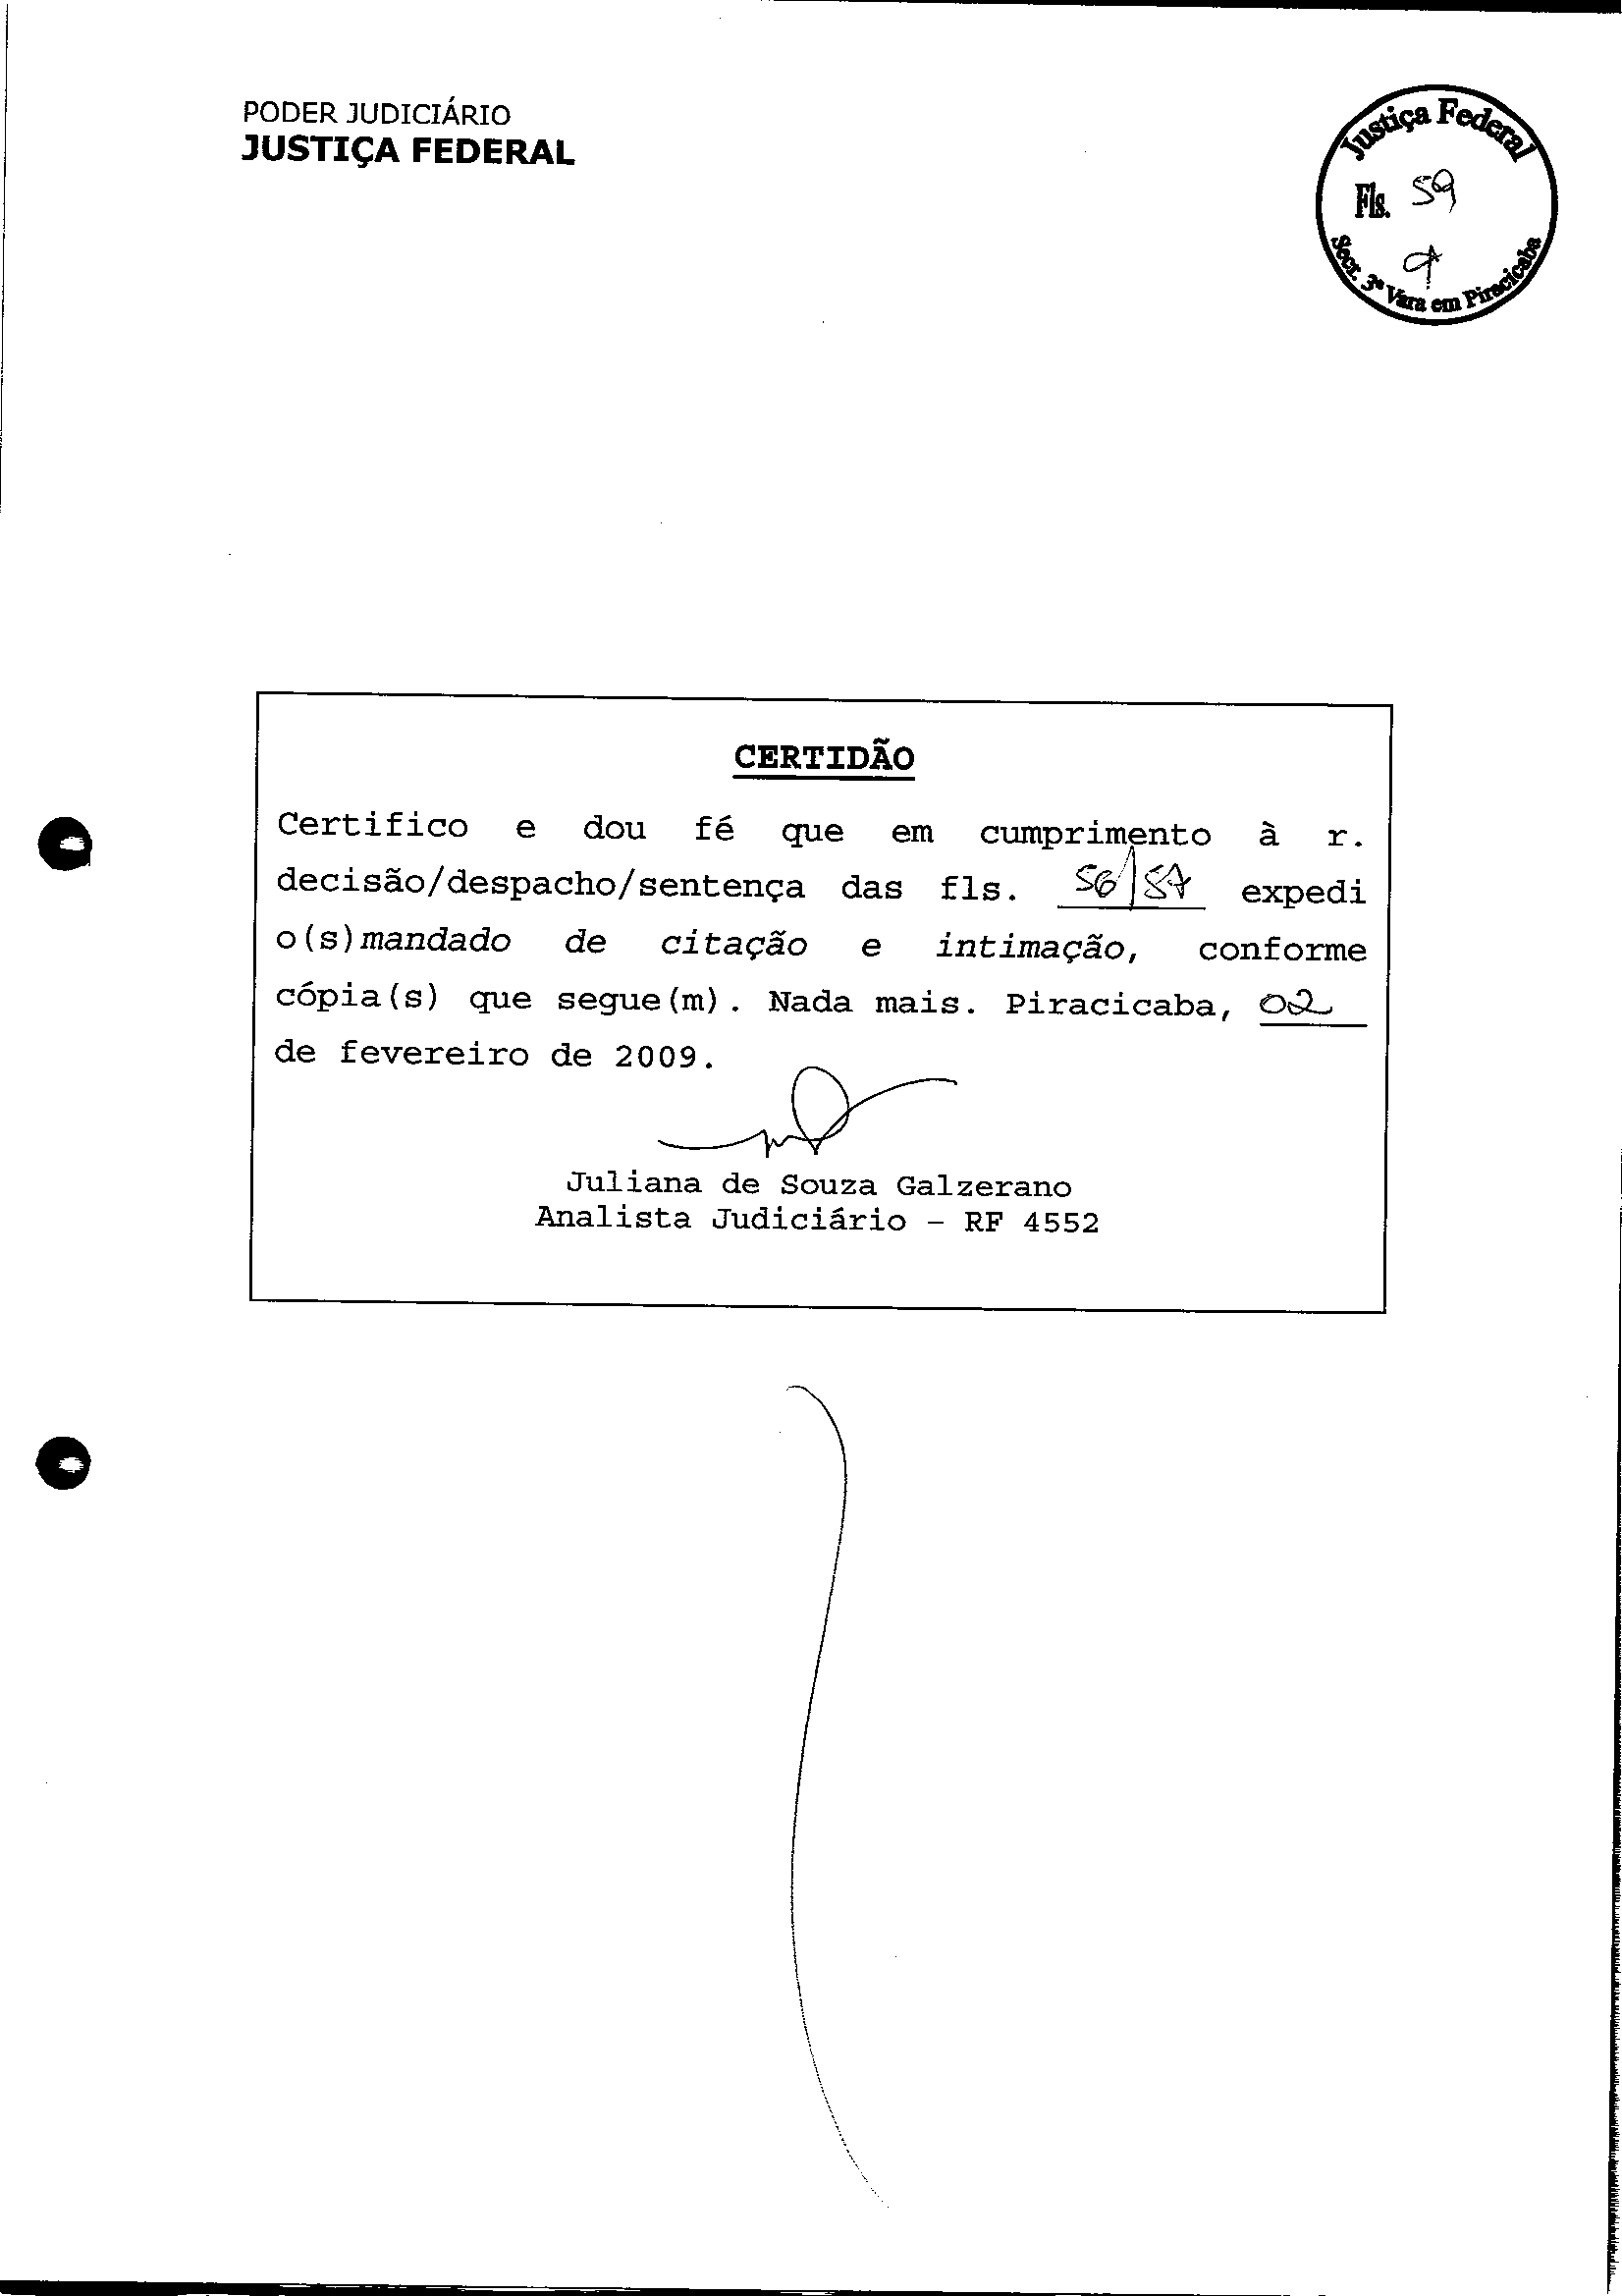 PODER JUDICIÁRIO
JUSTIÇA FEDERAL
Justiça Federal
Fls. 59
Secr. 3ª Vara em Piracicaba
CERTIDÃO
Certifico e dou fé que em cumprimento à r.
decisão/despacho/sentença das fls. 56/57 expedi
o(s)mandado de citação e intimação, conforme
cópia(s) que segue(m). Nada mais. Piracicaba, 02
de fevereiro de 2009.
Juliana de Souza Galzerano
Analista Judiciário - RF 4552